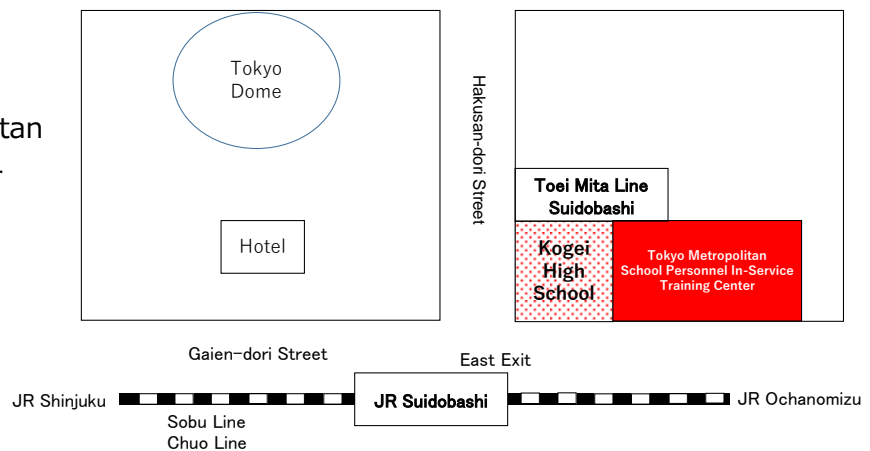 Tokyo
Dome
Hakusan-dori Street
tan
Toei Mita Line
Suidobashi
Hotel
Kogei
High
School
Tokyo Metropolitan
School Personnel In-Service
Training Center
Gaien-dori Street
East Exit
JR Shinjuku
JR Suidobashi
JR Ochanomizu
Sobu Line
Chuo Line